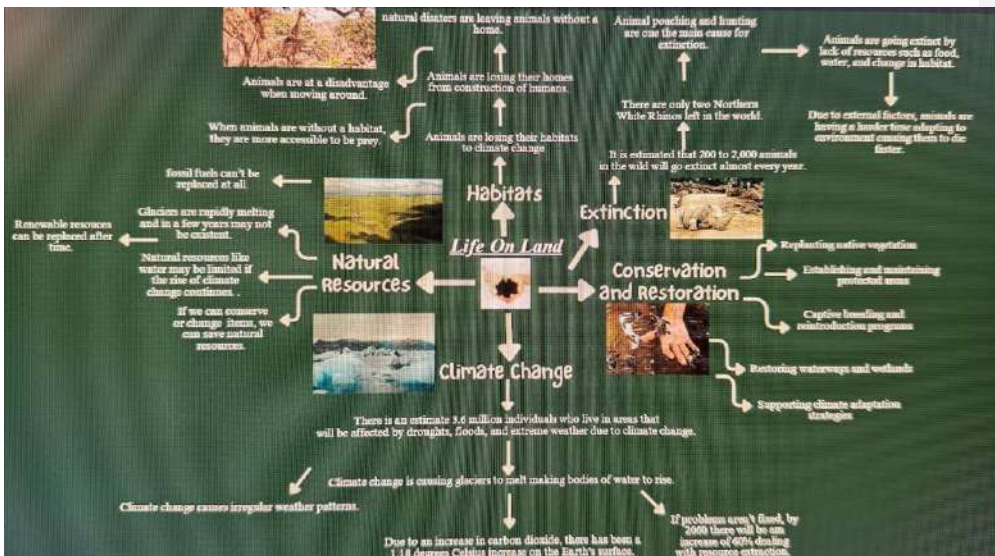 natural disaters are leaving animals without a
home.
Animals are at a disadvantage
when moving around.
Animals are losing their homes
from construction of humans.
When animals are without a habitat,
they are more accessible to be prey.
Animals are losing their habitats
to climate change
Habitats
Animal poaching and hunting
are one the main cause for
extinction.
Animals are going extinct by
lack of resources such as food,
water, and change in habitat.
Due to external factors, animals are
having a harder time adapting to
environment causing them to die
faster.
There are only two Northern
White Rhinos left in the world.
It is estimated that 200 to 2,000 animals
in the wild will go extinct almost every year.
Extinction
Life On Land
fossil fuels can't be
replaced at all.
Glaciers are rapidly melting
and in a few years may not
be existent.
Renewable resouces
can be replaced after
time.
Natural resources like
water may be limited if
the rise of climate
change continues. .
If we can conserve
or change items, we
can save natural
resources.
Natural
Resources
Conservation
and Restoration
Replanting native vegetation
Establishing and maintaining
protected areas
Captive breeding and
reintroduction programs
Restoring waterways and wetlands
Supporting climate adaptation
strategies
Climate Change
There is an estimate 3.6 million individuals who live in areas that
will be affected by droughts, floods, and extreme weather due to climate change.
Climate change is causing glaciers to melt making bodies of water to rise.
Climate change causes irregular weather patterns.
Due to an increase in carbon dioxide, there has been a
1.18 degrees Celsius increase on the Earth's surface.
If problems aren't fixed, by
2060 there will be an
increase of 60% dealing
with resource extraction.